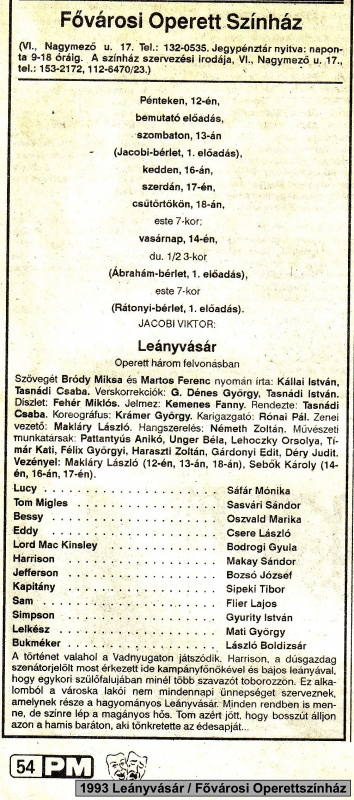 Fővárosi Operett Színház
(VI., Nagymező u. 17. Tel.: 132-0535. Jegypénztár nyitva: napon-
ta 9-18 óráig. A színház szervezési irodája, VI., Nagymező u. 17.,
tel.: 153-2172, 112-6470/23.)
Pénteken, 12-én,
bemutató előadás,
szombaton, 13-án
(Jacobi-bérlet, 1. előadás),
kedden, 16-án,
szerdán, 17-én,
csütörtökön, 18-án,
este 7-kor:
vasárnap, 14-én,
du. 1/2 3-kor
(Ábrahám-bérlet, 1. előadás),
este 7-kor
(Rátonyi-bérlet, 1. előadás).
JACOBI VIKTOR:
Leányvásár
Operett három felvonásban
Szövegét Bródy Miksa és Martos Ferenc nyomán írta: Kállai István,
Tasnádi Csaba. Verskorrekciók: G. Dénes György, Tasnádi István.
Díszlet: Fehér Miklós. Jelmez: Kemenes Fanny. Rendezte: Tasnádi
Csaba. Koreográfus: Krámer György. Karigazgató: Rónai Pál. Zenei
vezető: Makláry László. Hangszerelés: Németh Zoltán. Művészeti
munkatársak: Pattantyús Anikó, Unger Béla, Lehoczky Orsolya, Tí-
már Kati, Félix Györgyi, Haraszti Zoltán, Gárdonyi Edit, Déry Judit.
Vezényel: Makláry László (12-én, 13-án, 18-án), Sebők Károly (14-
én, 16-án, 17-én).
Lucy . . . . . . . . . . . . . . . . Sáfár Mónika
Tom Migles . . . . . . . . . . . . . . . . Sasvári Sándor
Bessy . . . . . . . . . . . . . . . . Oszvald Marika
Eddy . . . . . . . . . . . . . . . . Csere László
Lord Mac Kinsley . . . . . . . . . . . . . . . . Bodrogi Gyula
Harrison . . . . . . . . . . . . . . . . Makay Sándor
Jefferson . . . . . . . . . . . . . . . . Bozsó József
Kapitány . . . . . . . . . . . . . . . . Sipeki Tibor
Sam . . . . . . . . . . . . . . . . Flier Lajos
Simpson . . . . . . . . . . . . . . . . Gyurity István
Lelkész . . . . . . . . . . . . . . . . Mati György
Bukméker . . . . . . . . . . . . . . . . László Boldizsár
A történet valahol a Vadnyugaton játszódik. Harrison, a dúsgazdag
szenátorjelölt most érkezett ide kampányfőnökével és bájos leányával,
hogy egykori szülőfalujában minél több szavazót toborozzon. Ez alka-
lomból a városka lakói nem mindennapi ünnepséget szerveznek,
amelynek része a hagyományos Leányvásár. Minden rendben is men-
ne, de színre lép a magányos hős. Tom azért jött, hogy bosszút álljon
azon a hamis baráton, aki tönkretette az édesapját...
54 PM
1993 Leányvásár / Fővárosi Operettszínház